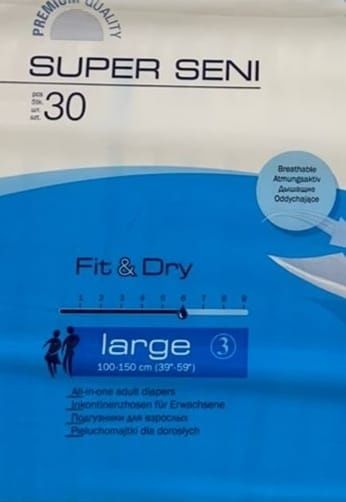 PREMIUM QUALITY
SUPER SENI
pcs
Stk.
шт.
szt.
30
Breathable
Atmungsaktiv
Дышащие
Oddychające
Fit & Dry
1 2 3 4 5 6 7 8 9
large 3
100-150 cm (39"-59")
All-in-one adult diapers
Inkontinenzhosen für Erwachsene
Подгузники для взрослых
Pieluchomajtki dla dorosłych